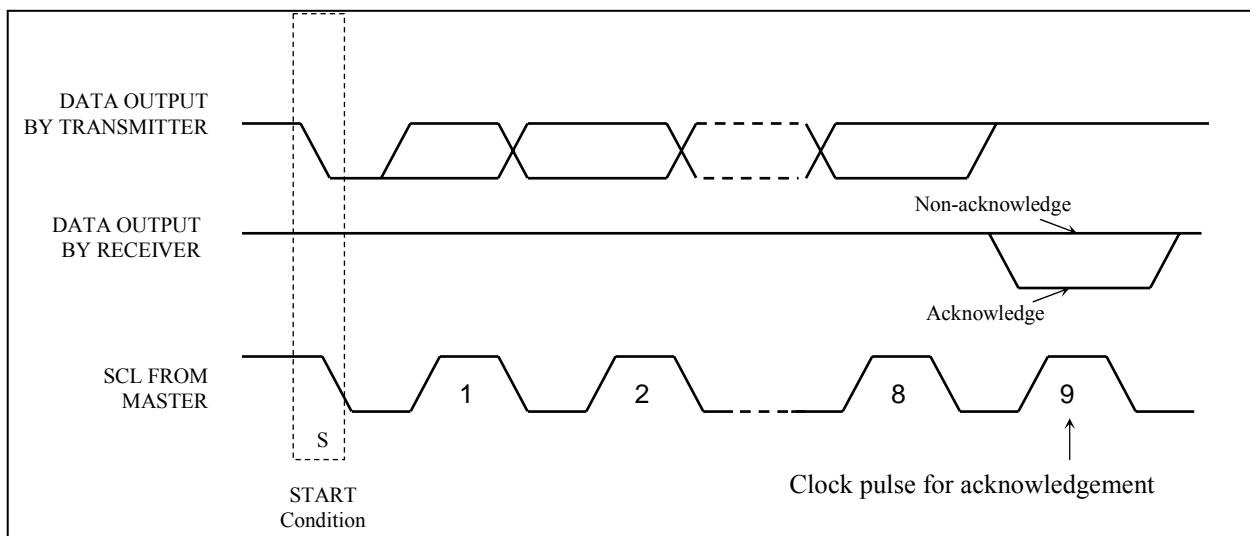 DATA OUTPUT
BY TRANSMITTER
Non-acknowledge
DATA OUTPUT
BY RECEIVER
Acknowledge
SCL FROM
MASTER
1
2
8
9
S
START
Condition
Clock pulse for acknowledgement